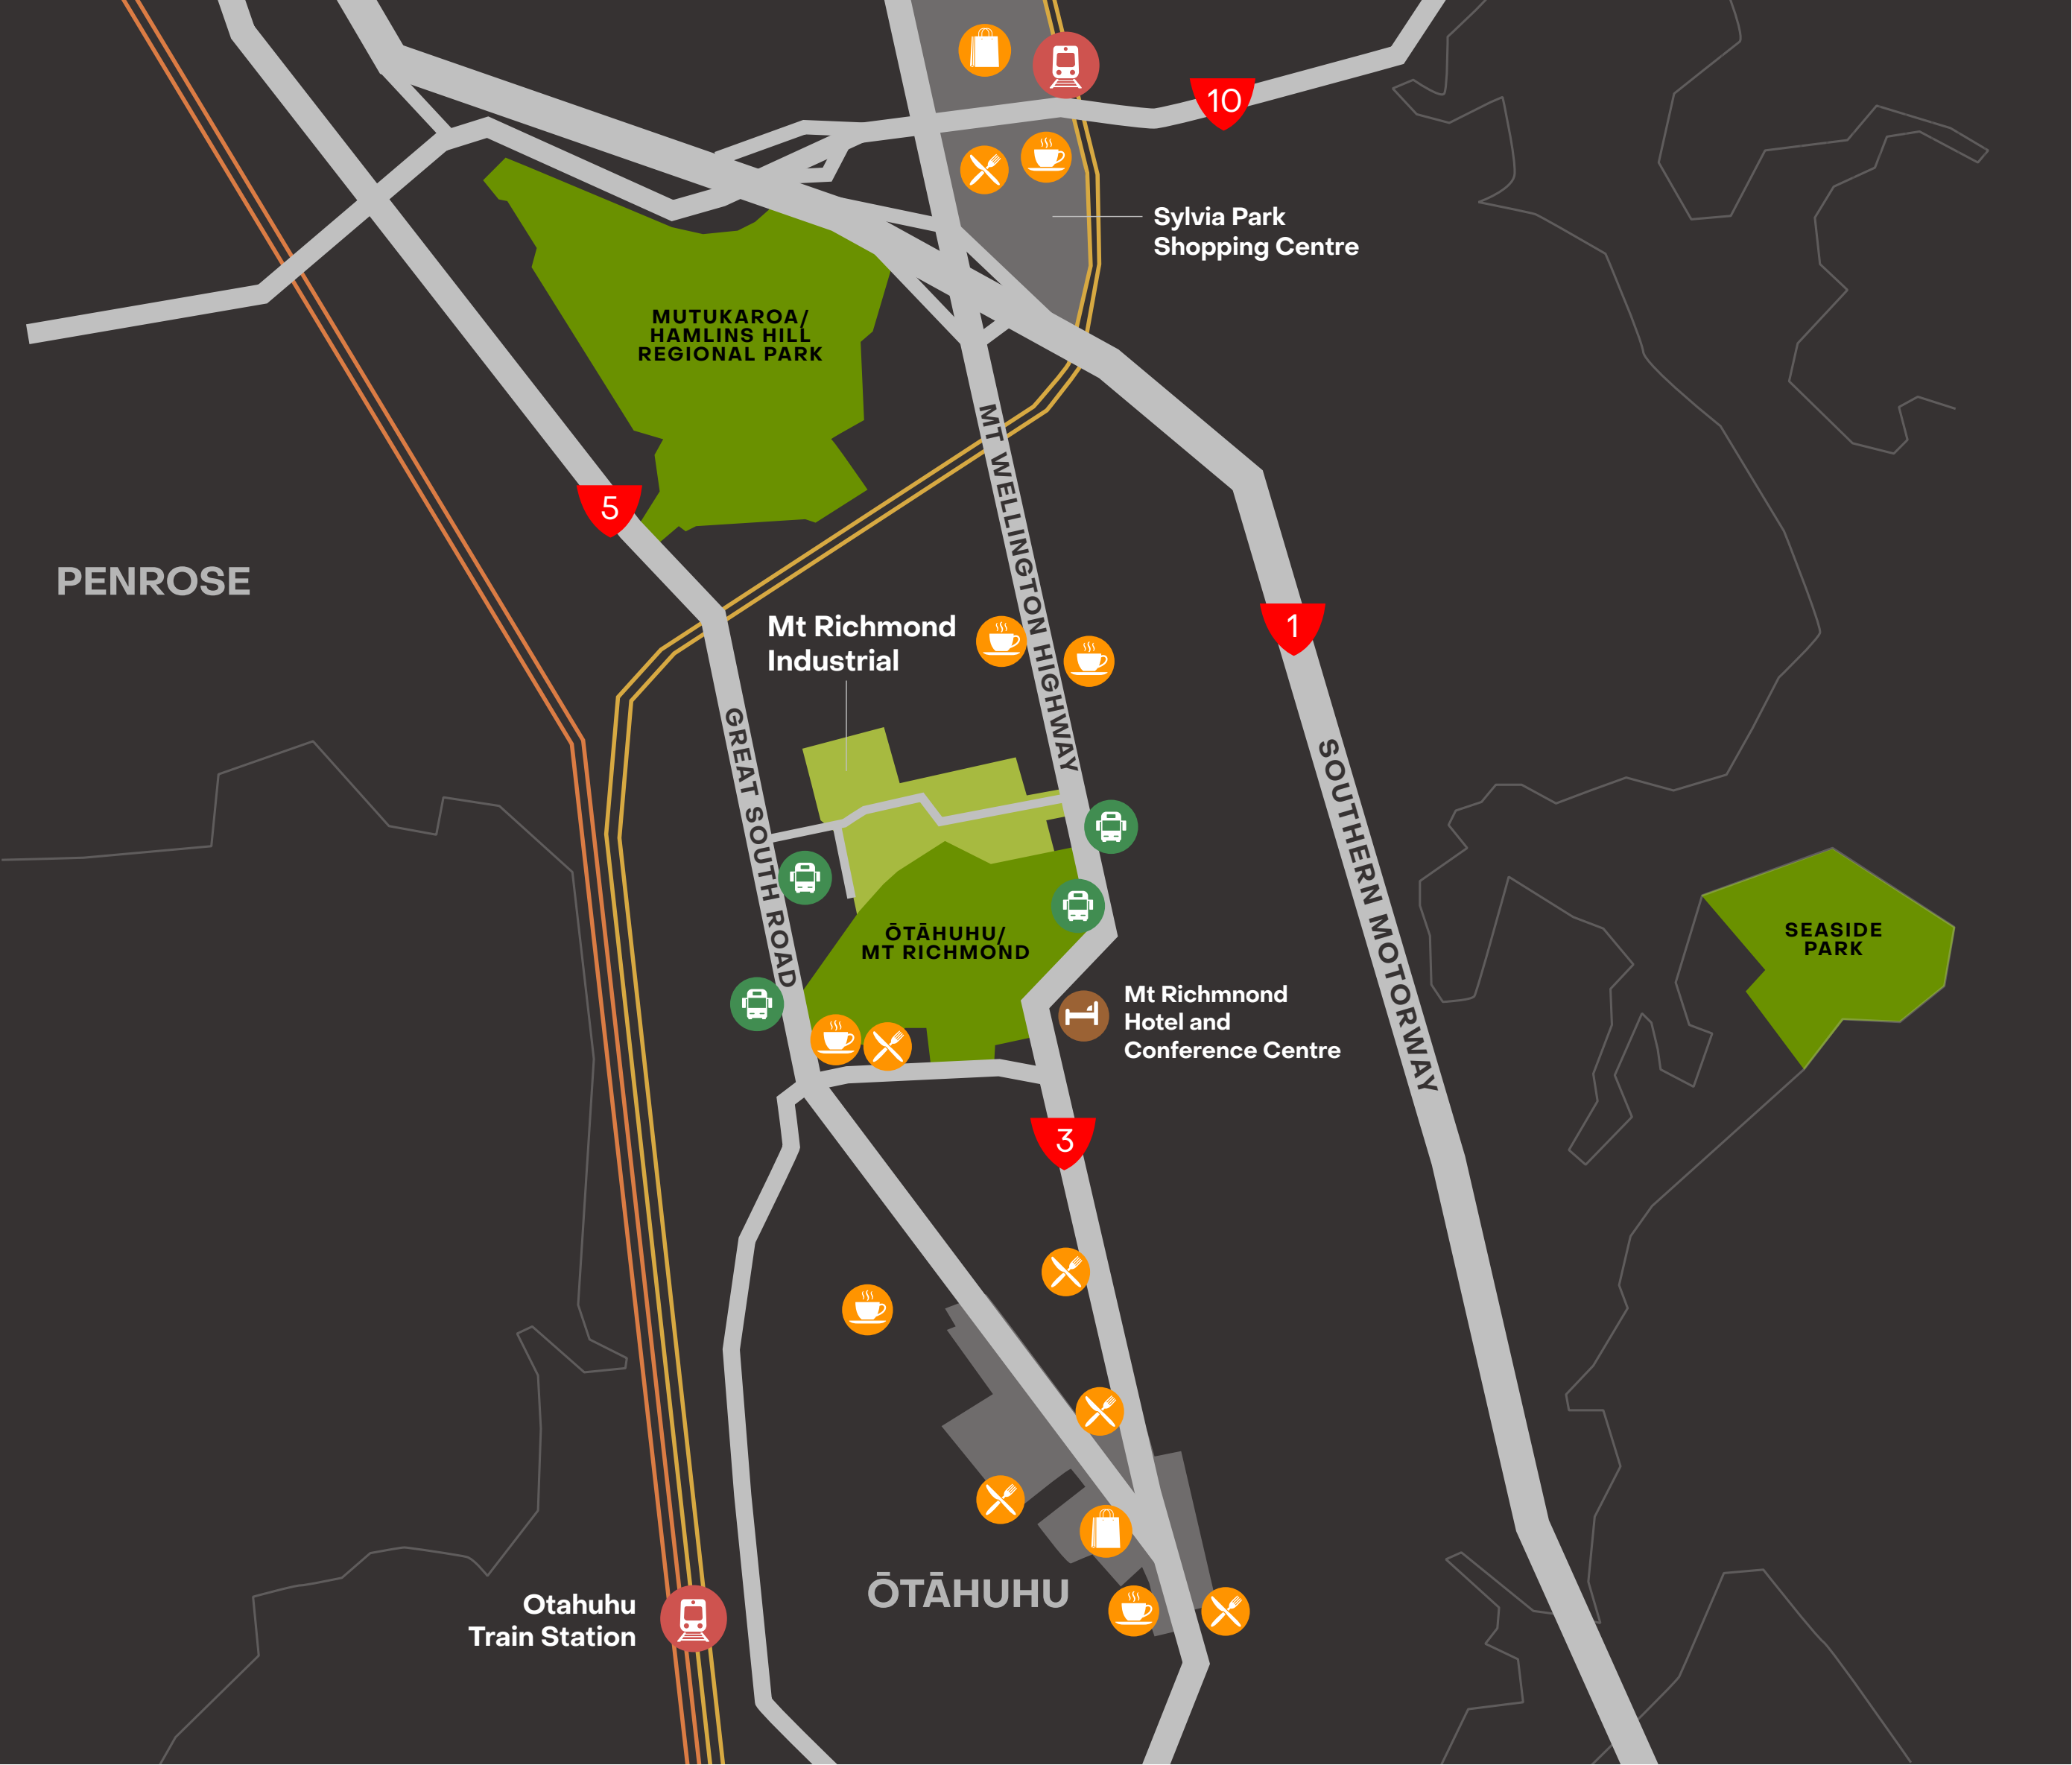 10
Sylvia Park
Shopping Centre
MUTUKAROA/
HAMLINS HILL
REGIONAL PARK
MT WELLINGTON HIGHWAY
5
PENROSE
Mt Richmond
Industrial
1
GREAT SOUTH ROAD
SOUTHERN MOTORWAY
ŌTĀHUHU/
MT RICHMOND
SEASIDE
PARK
Mt Richmnond
Hotel and
Conference Centre
3
ŌTĀHUHU
Otahuhu
Train Station